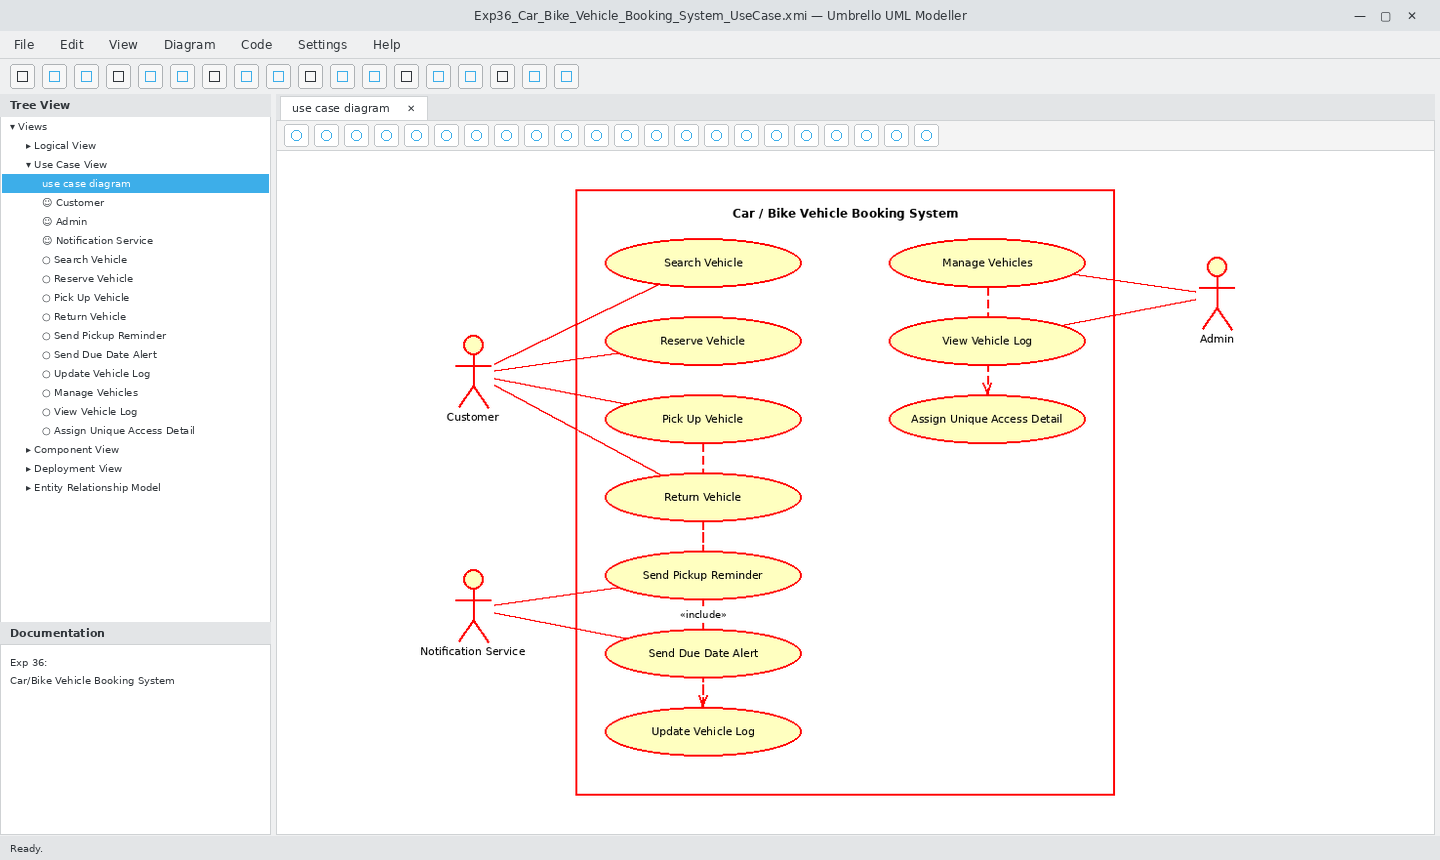 Exp36_Car_Bike_Vehicle_Booking_System_UseCase.xmi — Umbrello UML Modeller
File Edit View Diagram Code Settings Help
Tree View
Views
Logical View
Use Case View
use case diagram
Customer
Admin
Notification Service
Search Vehicle
Reserve Vehicle
Pick Up Vehicle
Return Vehicle
Send Pickup Reminder
Send Due Date Alert
Update Vehicle Log
Manage Vehicles
View Vehicle Log
Assign Unique Access Detail
Component View
Deployment View
Entity Relationship Model
Documentation
Exp 36:
Car/Bike Vehicle Booking System
use case diagram
Car / Bike Vehicle Booking System
Search Vehicle
Manage Vehicles
Reserve Vehicle
View Vehicle Log
Admin
Pick Up Vehicle
Assign Unique Access Detail
Customer
Return Vehicle
Send Pickup Reminder
«include»
Notification Service
Send Due Date Alert
Update Vehicle Log
Ready.